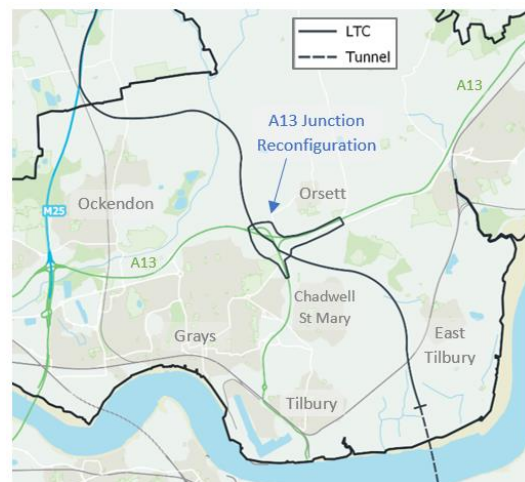 LTC
Tunnel
A13
A13 Junction
Reconfiguration
Ockendon
Orsett
M25
A13
Chadwell
St Mary
Grays
East
Tilbury
Tilbury